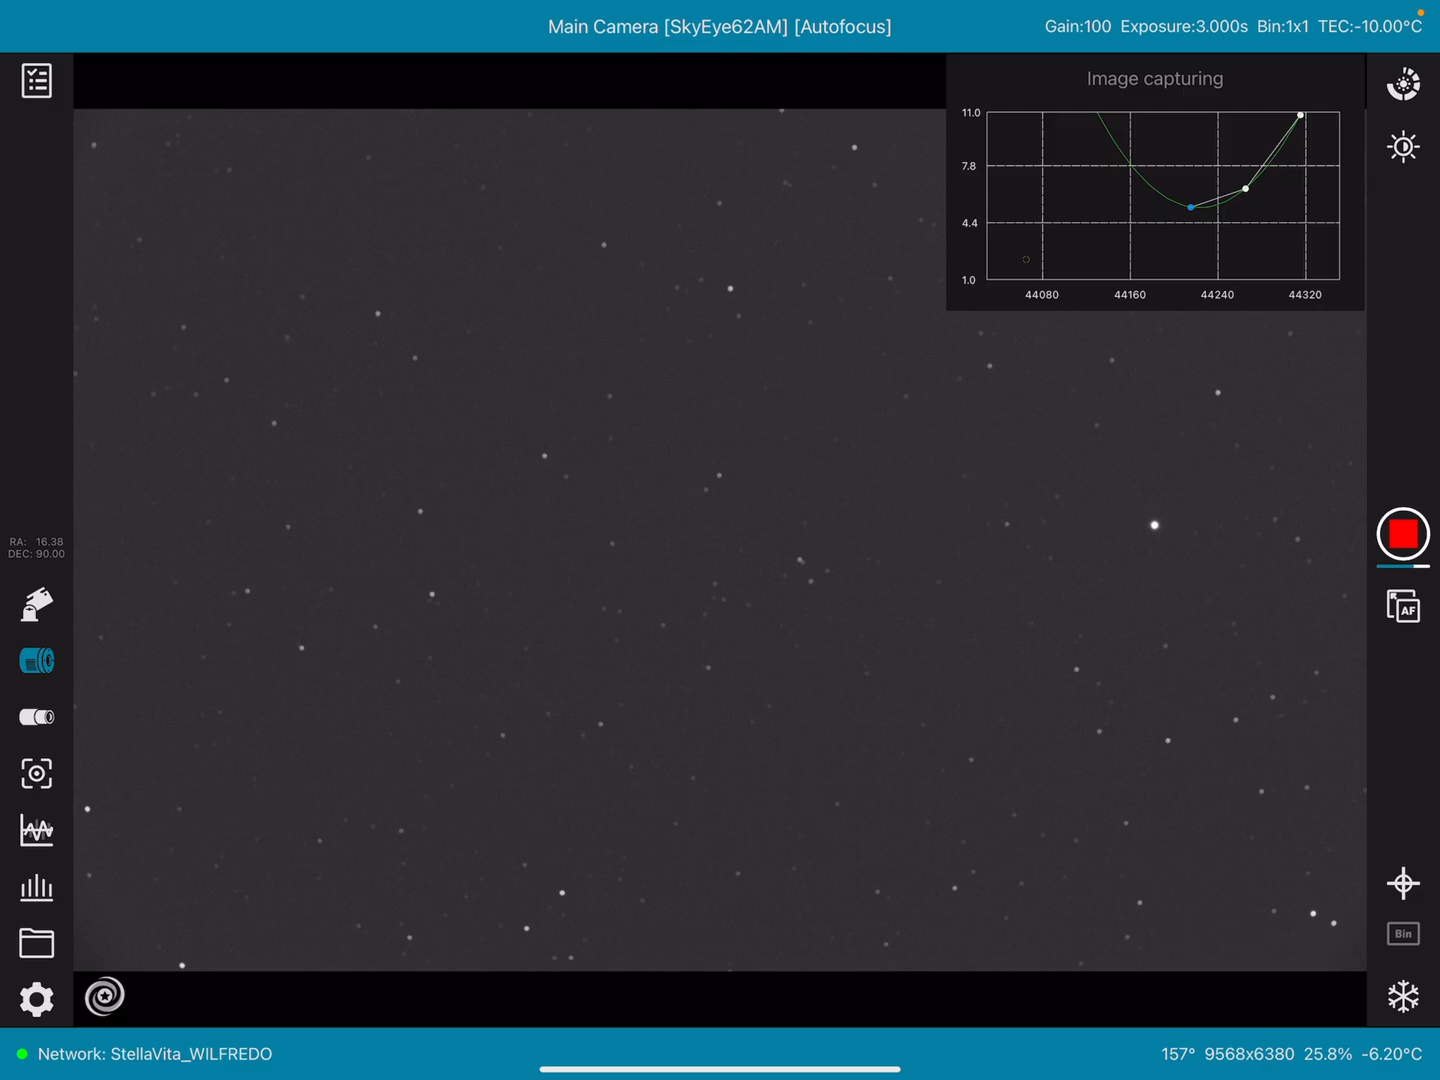 Main Camera [SkyEye62AM] [Autofocus]
Gain:100 Exposure:3.000s Bin:1x1 TEC:-10.00°C
Image capturing
11.0
7.8
4.4
1.0
44080 44160 44240 44320
RA: 16.38
DEC: 90.00
AF
Bin
Network: StellaVita_WILFREDO
157° 9568x6380 25.8% -6.20°C